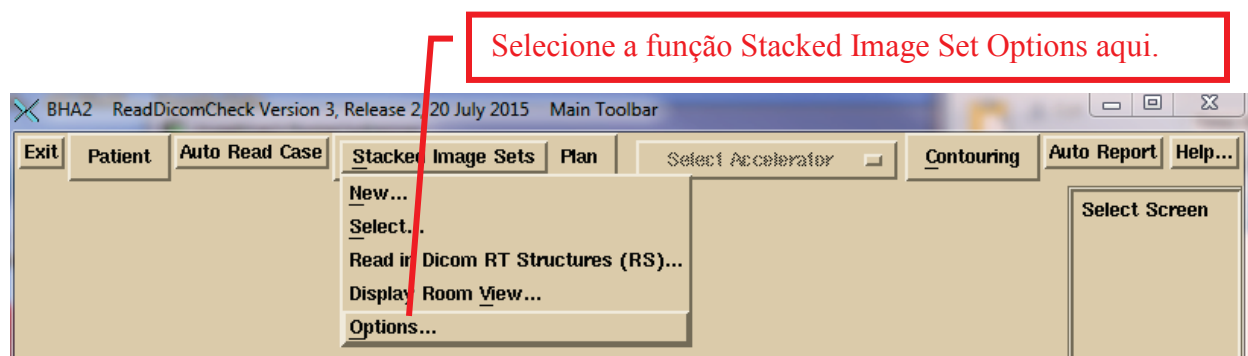 Selecione a função Stacked Image Set Options aqui.
BHA2 ReadDicomCheck Version 3, Release 2, 20 July 2015 Main Toolbar
Exit Patient Auto Read Case Stacked Image Sets Plan Select Accelerator Contouring Auto Report Help...
New...
Select Screen
Select...
Read in Dicom RT Structures (RS)...
Display Room View...
Options...